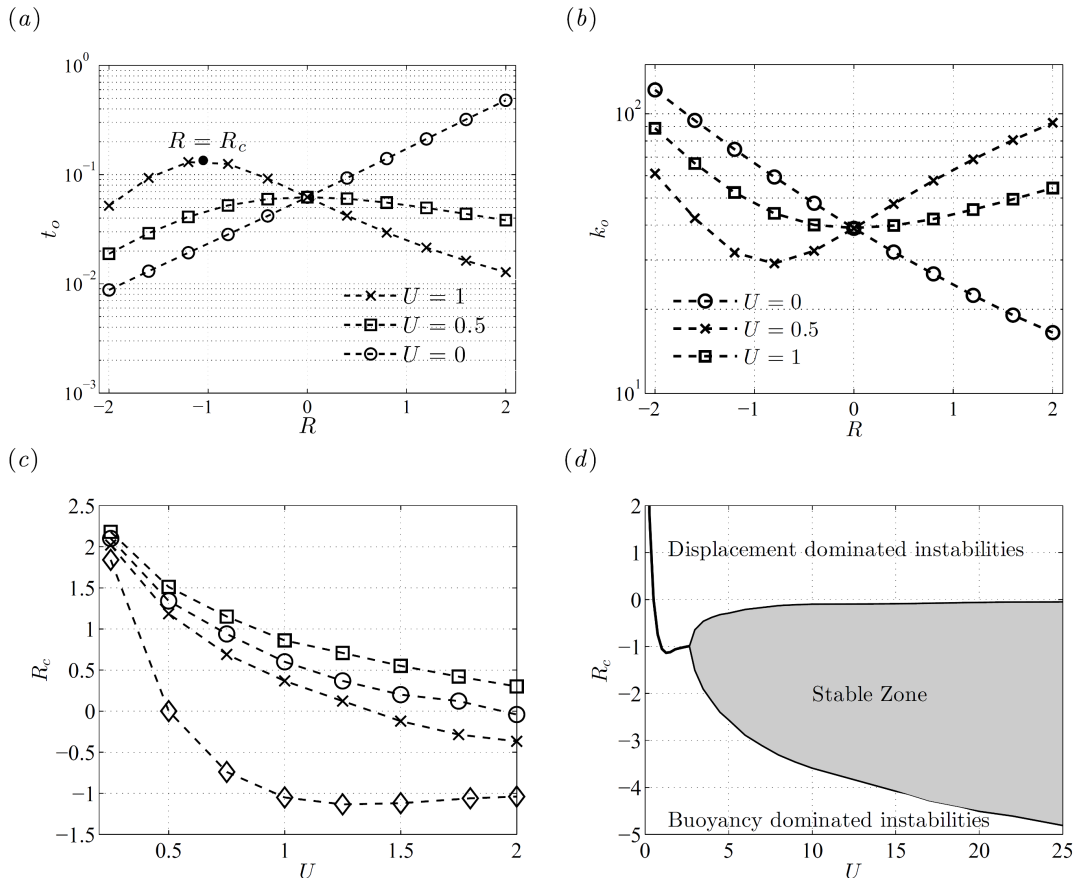 (a)
10^0
10^{-1}
10^{-2}
10^{-3}
t_o
R = R_c
U = 1
U = 0.5
U = 0
−2 −1 0 1 2
R
(b)
10^2
10^1
k_o
U = 0
U = 0.5
U = 1
−2 −1 0 1 2
R
(c)
2.5
2
1.5
1
0.5
0
−0.5
−1
−1.5
R_c
0.5 1 1.5 2
U
(d)
2
1
0
−1
−2
−3
−4
−5
R_c
Displacement dominated instabilities
Stable Zone
Buoyancy dominated instabilities
0 5 10 15 20 25
U